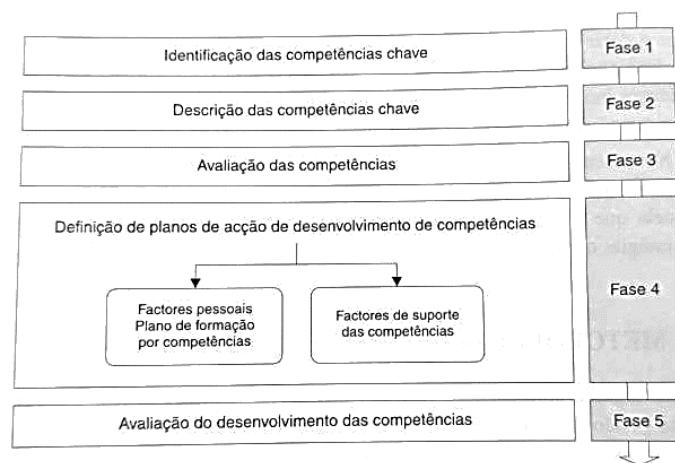 Identificação das competências chave
Fase 1
Descrição das competências chave
Fase 2
Avaliação das competências
Fase 3
Definição de planos de acção de desenvolvimento de competências
Factores pessoais
Plano de formação
por competências
Factores de suporte
das competências
Fase 4
Avaliação do desenvolvimento das competências
Fase 5